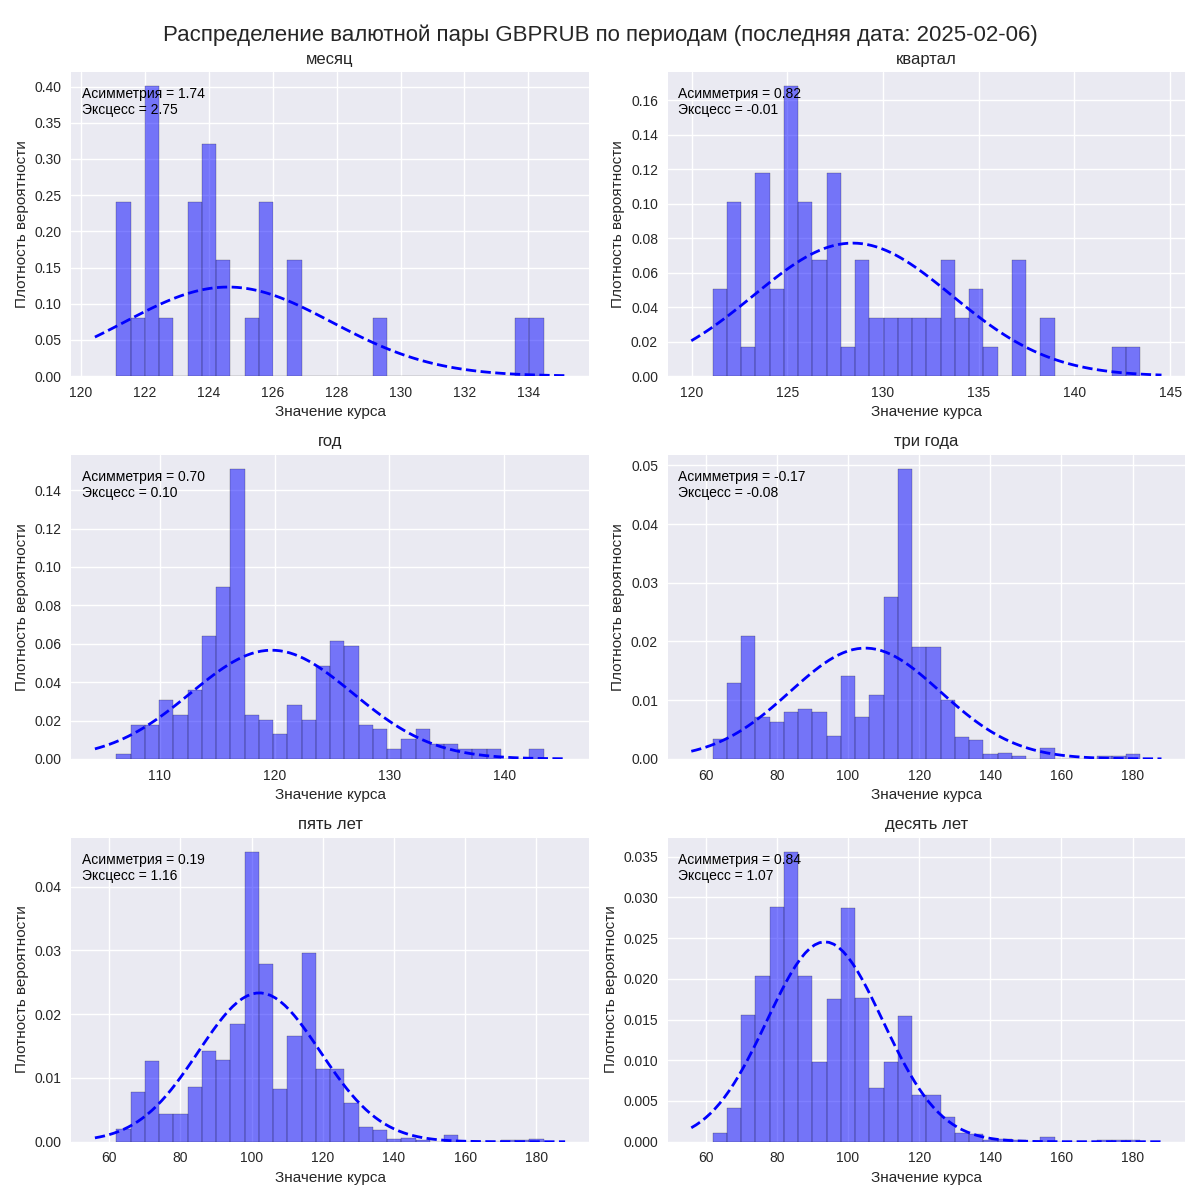 Распределение валютной пары GBPRUB по периодам (последняя дата: 2025-02-06)
месяц
Асимметрия = 1.74
Эксцесс = 2.75
Плотность вероятности
0.40
0.35
0.30
0.25
0.20
0.15
0.10
0.05
0.00
120 122 124 126 128 130 132 134
Значение курса
квартал
Асимметрия = 0.82
Эксцесс = -0.01
Плотность вероятности
0.16
0.14
0.12
0.10
0.08
0.06
0.04
0.02
0.00
120 125 130 135 140 145
Значение курса
год
Асимметрия = 0.70
Эксцесс = 0.10
Плотность вероятности
0.14
0.12
0.10
0.08
0.06
0.04
0.02
0.00
110 120 130 140
Значение курса
три года
Асимметрия = -0.17
Эксцесс = -0.08
Плотность вероятности
0.05
0.04
0.03
0.02
0.01
0.00
60 80 100 120 140 160 180
Значение курса
пять лет
Асимметрия = 0.19
Эксцесс = 1.16
Плотность вероятности
0.04
0.03
0.02
0.01
0.00
60 80 100 120 140 160 180
Значение курса
десять лет
Асимметрия = 0.84
Эксцесс = 1.07
Плотность вероятности
0.035
0.030
0.025
0.020
0.015
0.010
0.005
0.000
60 80 100 120 140 160 180
Значение курса